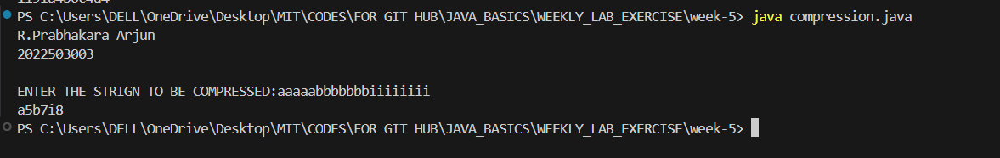 PS C:\Users\DELL\OneDrive\Desktop\MIT\CODES\FOR GIT HUB\JAVA_BASICS\WEEKLY_LAB_EXERCISE\week-5> java compression.java
R.Prabhakara Arjun
2022503003
ENTER THE STRIGN TO BE COMPRESSED:aaaaabbbbbbbiiiiiiii
a5b7i8
PS C:\Users\DELL\OneDrive\Desktop\MIT\CODES\FOR GIT HUB\JAVA_BASICS\WEEKLY_LAB_EXERCISE\week-5>